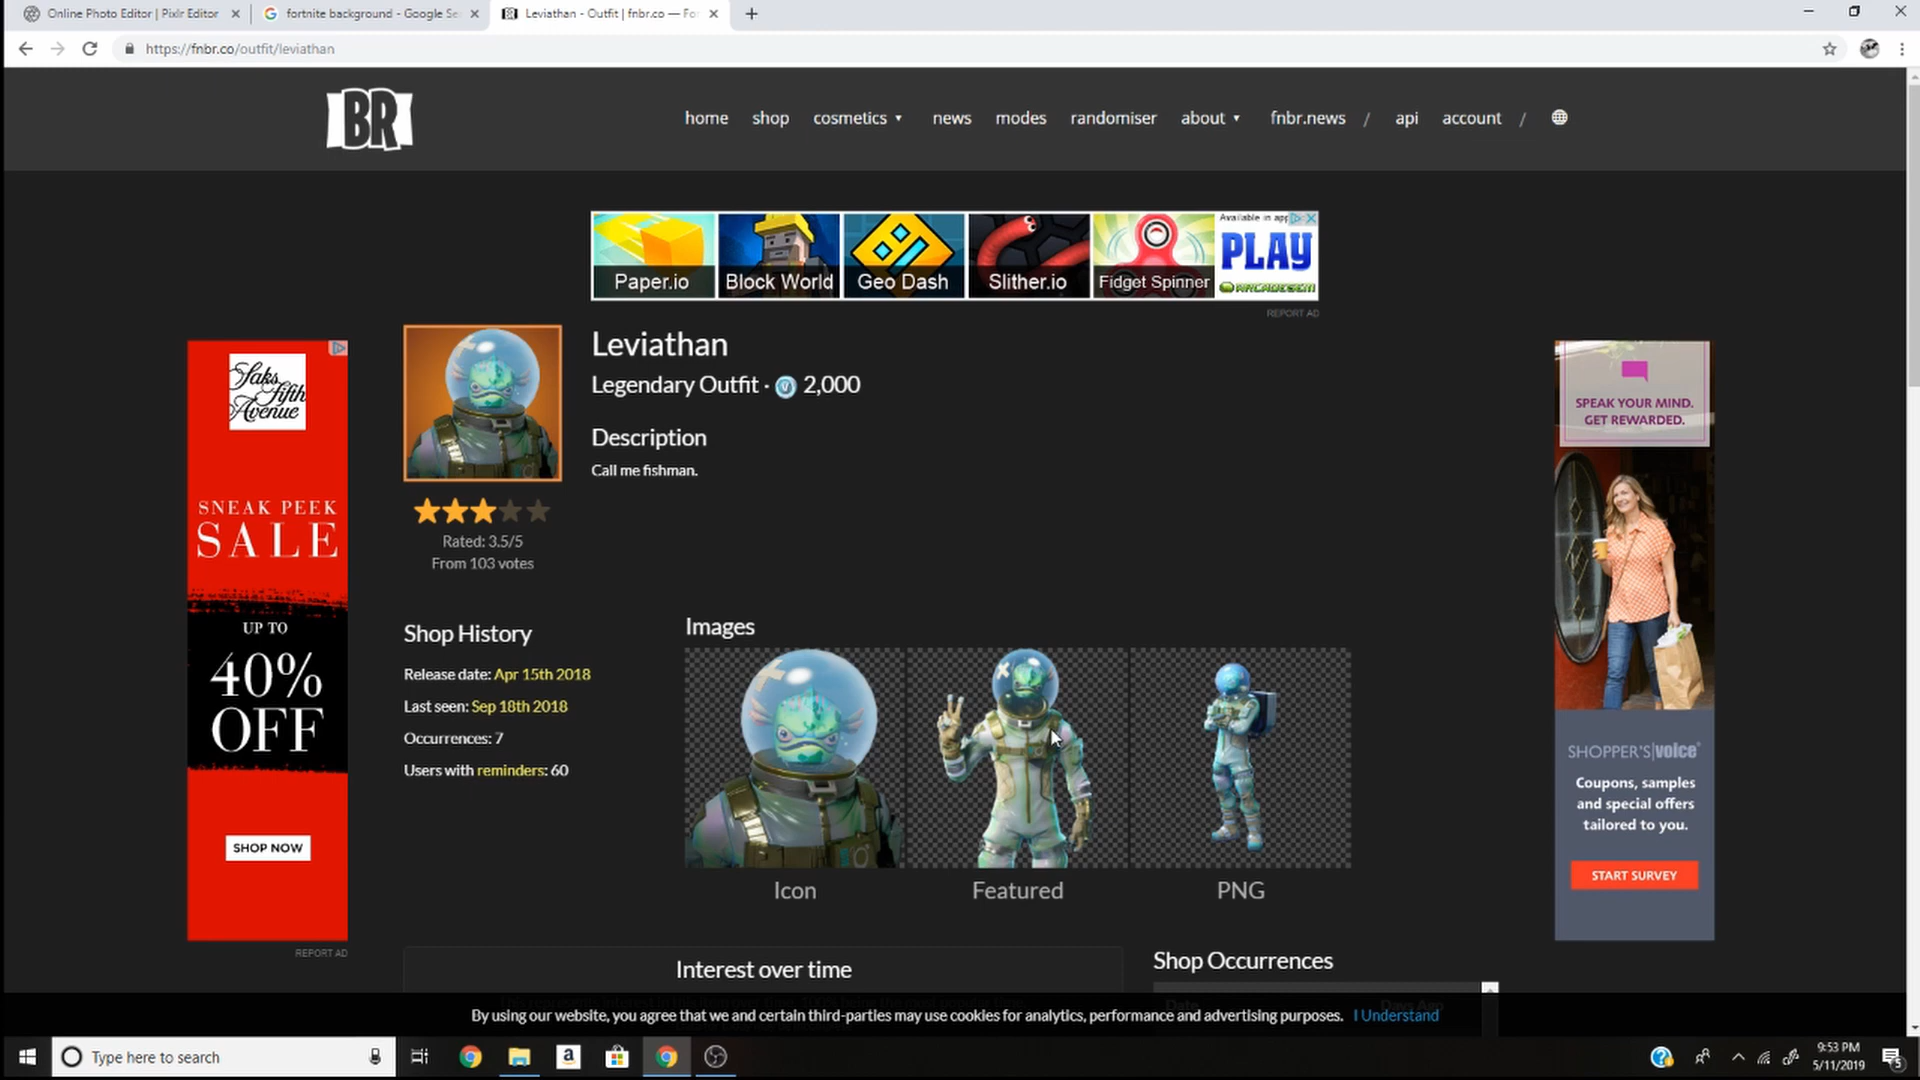 Online Photo Editor | Pixlr Editor
fortnite background - Google Se
Leviathan - Outfit | fnbr.co — Fo
https://fnbr.co/outfit/leviathan
BR
home shop cosmetics news modes randomiser about fnbr.news / api account /
Paper.io
Block World
Geo Dash
Slither.io
Fidget Spinner
Available in app
PLAY
REPORT AD
Leviathan
Legendary Outfit · 2,000
Description
Call me fishman.
Rated: 3.5/5
From 103 votes
Saks
Fifth
Avenue
SNEAK PEEK
SALE
UP TO
40%
OFF
SHOP NOW
REPORT AD
Shop History
Release date: Apr 15th 2018
Last seen: Sep 18th 2018
Occurrences: 7
Users with reminders: 60
Images
Icon
Featured
PNG
SPEAK YOUR MIND.
GET REWARDED.
SHOPPER'S|voice
Coupons, samples
and special offers
tailored to you.
START SURVEY
Interest over time
Shop Occurrences
Date Days Ago
By using our website, you agree that we and certain third-parties may use cookies for analytics, performance and advertising purposes. I Understand
Type here to search
9:53 PM
5/11/2019
5